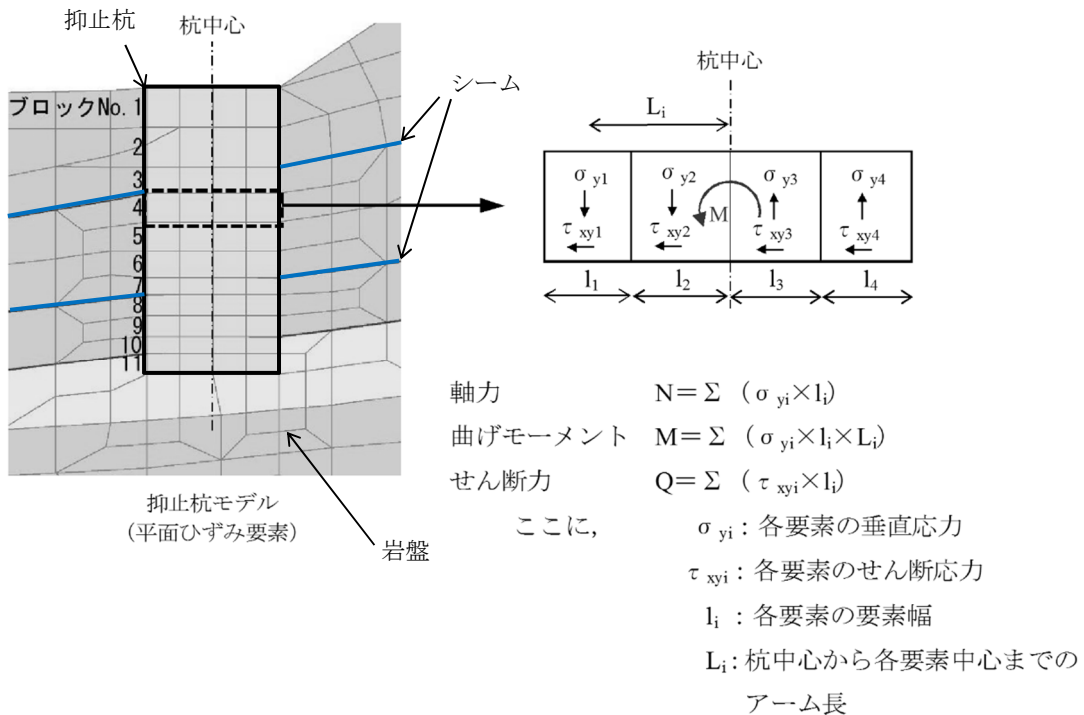 抑止杭
杭中心
シーム
ブロックNo. 1
2
3
4
5
6
7
8
9
10
11
抑止杭モデル
(平面ひずみ要素)
岩盤
杭中心
Li
σ y1 σ y2 σ y3 σ y4
M
τ xy1 τ xy2 τ xy3 τ xy4
l1 l2 l3 l4
軸力 N=Σ (σ yi×li)
曲げモーメント M=Σ (σ yi×li×Li)
せん断力 Q=Σ (τ xyi×li)
ここに, σ yi:各要素の垂直応力
τ xyi:各要素のせん断応力
li :各要素の要素幅
Li:杭中心から各要素中心までの
アーム長